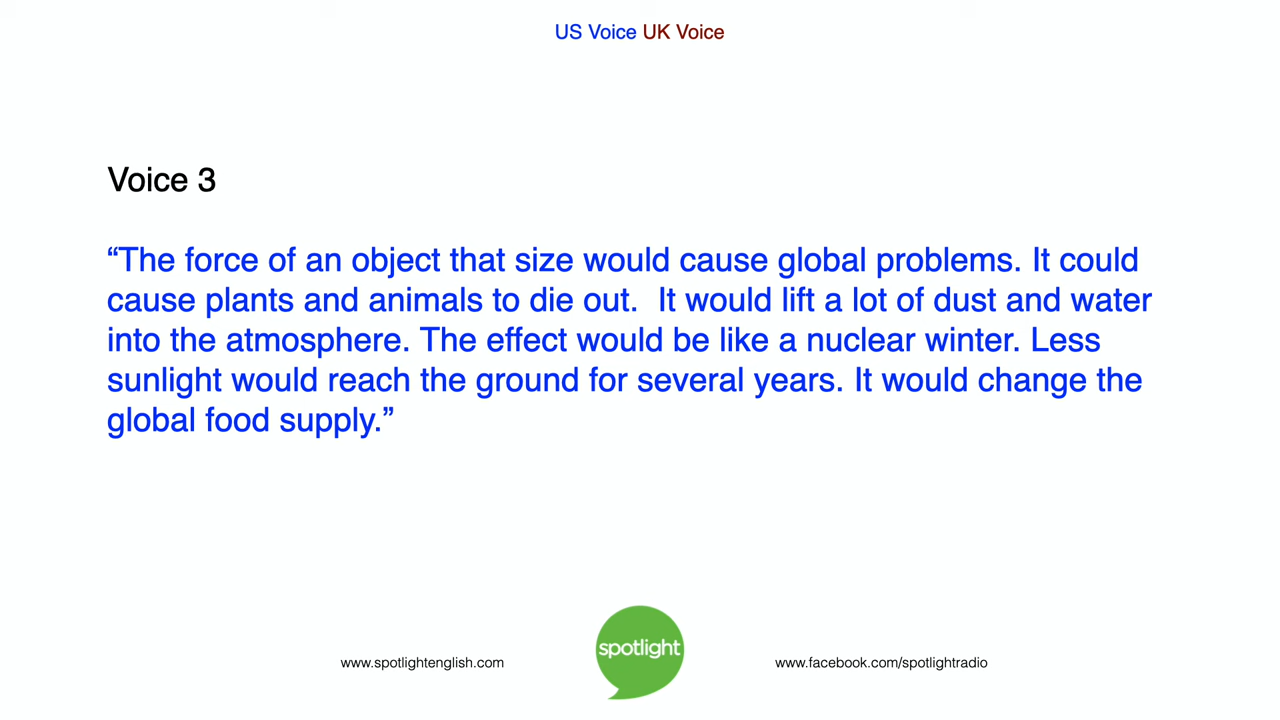 US Voice UK Voice
Voice 3
“The force of an object that size would cause global problems. It could
cause plants and animals to die out.  It would lift a lot of dust and water
into the atmosphere. The effect would be like a nuclear winter. Less
sunlight would reach the ground for several years. It would change the
global food supply.”
www.spotlightenglish.com
spotlight
www.facebook.com/spotlightradio